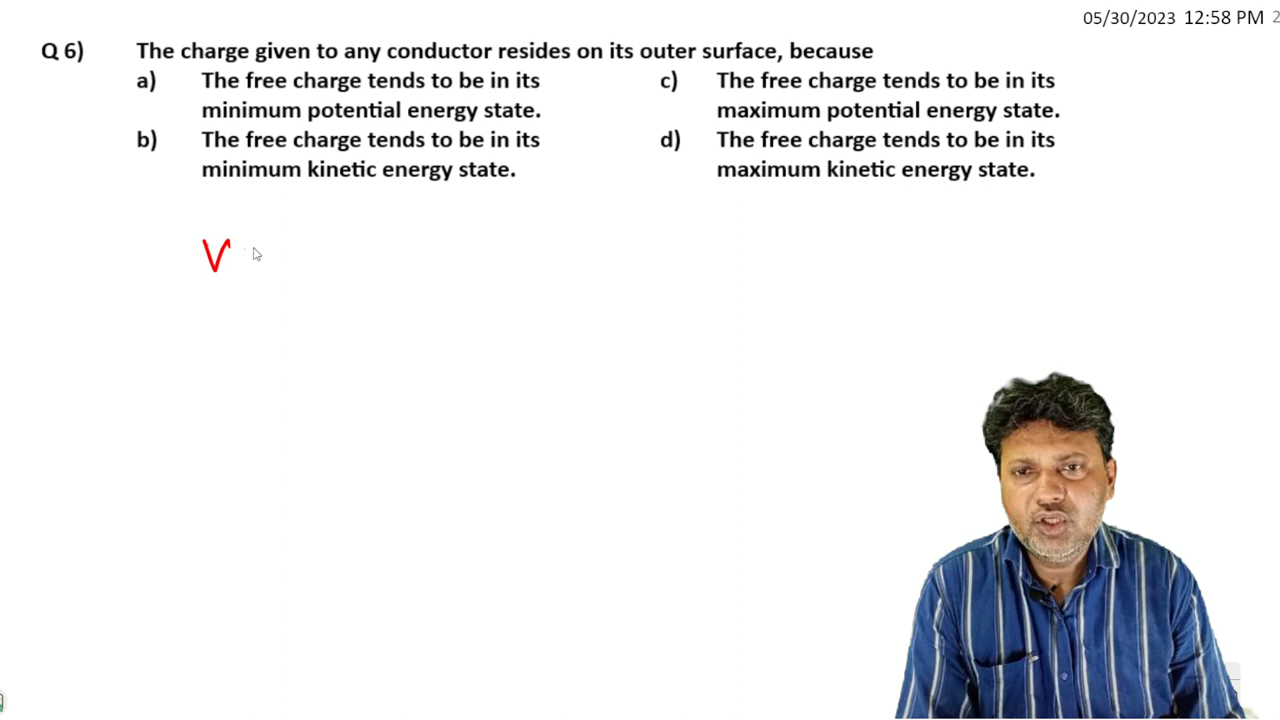 05/30/2023 12:58 PM 2
Q 6) The charge given to any conductor resides on its outer surface, because
a) The free charge tends to be in its
minimum potential energy state.
b) The free charge tends to be in its
minimum kinetic energy state.
c) The free charge tends to be in its
maximum potential energy state.
d) The free charge tends to be in its
maximum kinetic energy state.
V